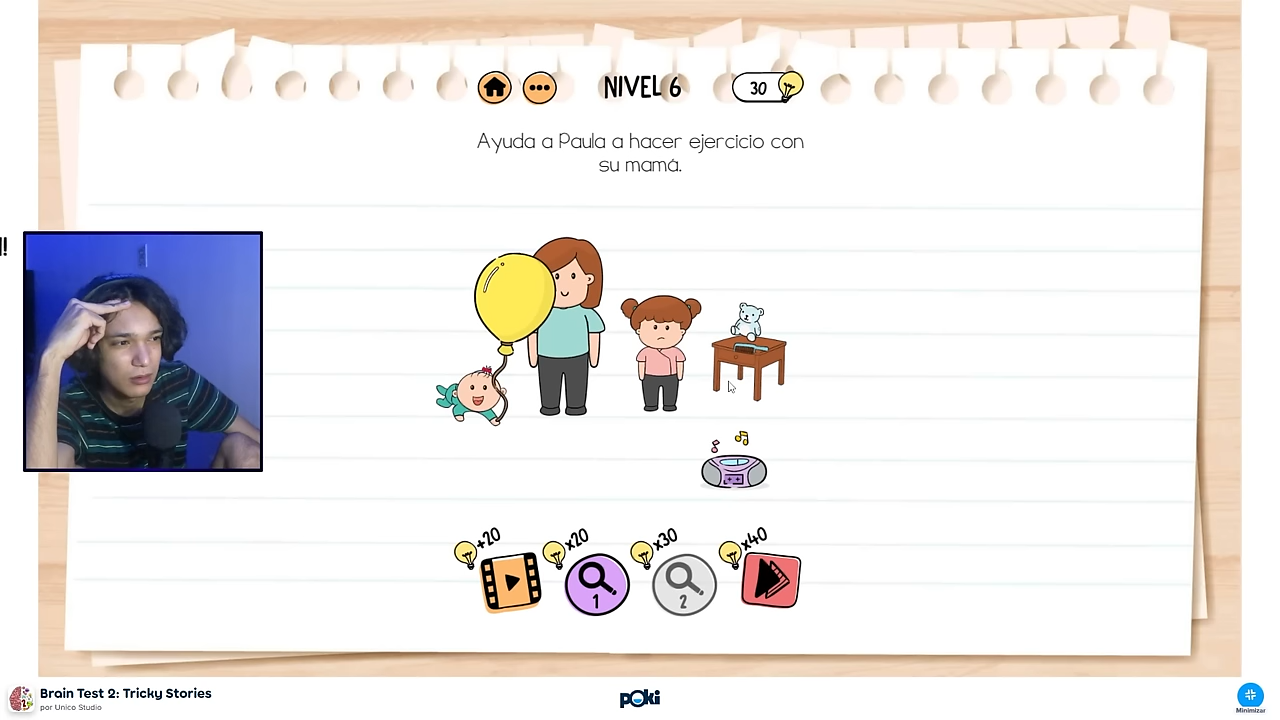 NIVEL 6
30
Ayuda a Paula a hacer ejercicio con
su mamá.
+20
x20
x30
x40
1
2
Brain Test 2: Tricky Stories
por Unico Studio
poki
Minimizar